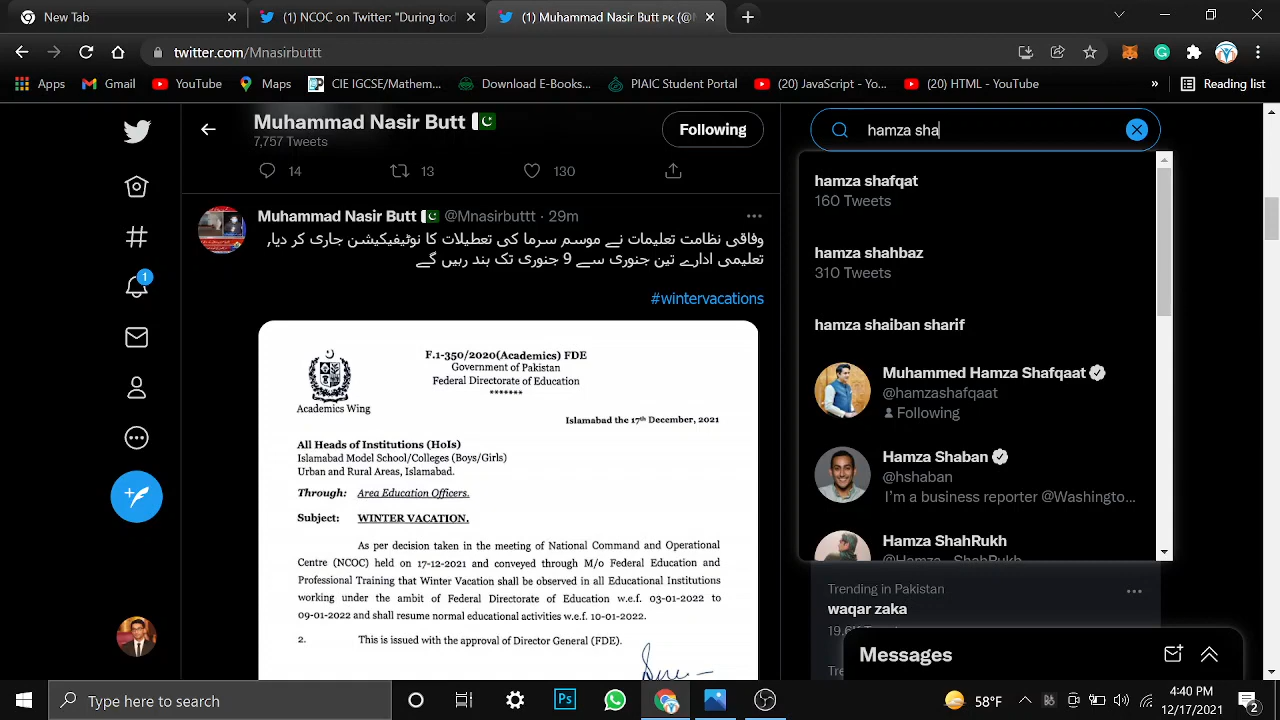 New Tab
(1) NCOC on Twitter: "During tod
(1) Muhammad Nasir Butt ᴘᴋ (@
twitter.com/Mnasirbuttt
Apps
Gmail
YouTube
Maps
CIE IGCSE/Mathem...
Download E-Books...
PIAIC Student Portal
(20) JavaScript - Yo...
(20) HTML - YouTube
»
Reading list
Muhammad Nasir Butt
7,757 Tweets
Following
14
13
130
Muhammad Nasir Butt @Mnasirbuttt · 29m
وفاقی نظامت تعلیمات نے موسم سرما کی تعطیلات کا نوٹیفیکیشن جاری کر دیا,
تعلیمی ادارے تین جنوری سے 9 جنوری تک بند رہیں گے
#wintervacations
F.1-350/2020(Academics) FDE
Government of Pakistan
Federal Directorate of Education
*******
Academics Wing
Islamabad the 17th December, 2021
All Heads of Institutions (HoIs)
Islamabad Model School/Colleges (Boys/Girls)
Urban and Rural Areas, Islamabad.
Through: Area Education Officers.
Subject: WINTER VACATION.
As per decision taken in the meeting of National Command and Operational
Centre (NCOC) held on 17-12-2021 and conveyed through M/o Federal Education and
Professional Training that Winter Vacation shall be observed in all Educational Institutions
working under the ambit of Federal Directorate of Education w.e.f. 03-01-2022 to
09-01-2022 and shall resume normal educational activities w.e.f. 10-01-2022.
2. This is issued with the approval of Director General (FDE).
hamza sha
hamza shafqat
160 Tweets
hamza shahbaz
310 Tweets
hamza shaiban sharif
Muhammed Hamza Shafqaat
@hamzashafqaat
Following
Hamza Shaban
@hshaban
I'm a business reporter @Washingto...
Hamza ShahRukh
@Hamza_ShahRukh
Trending in Pakistan
waqar zaka
Messages
1
Type here to search
Ps
58°F
4:40 PM
12/17/2021
2